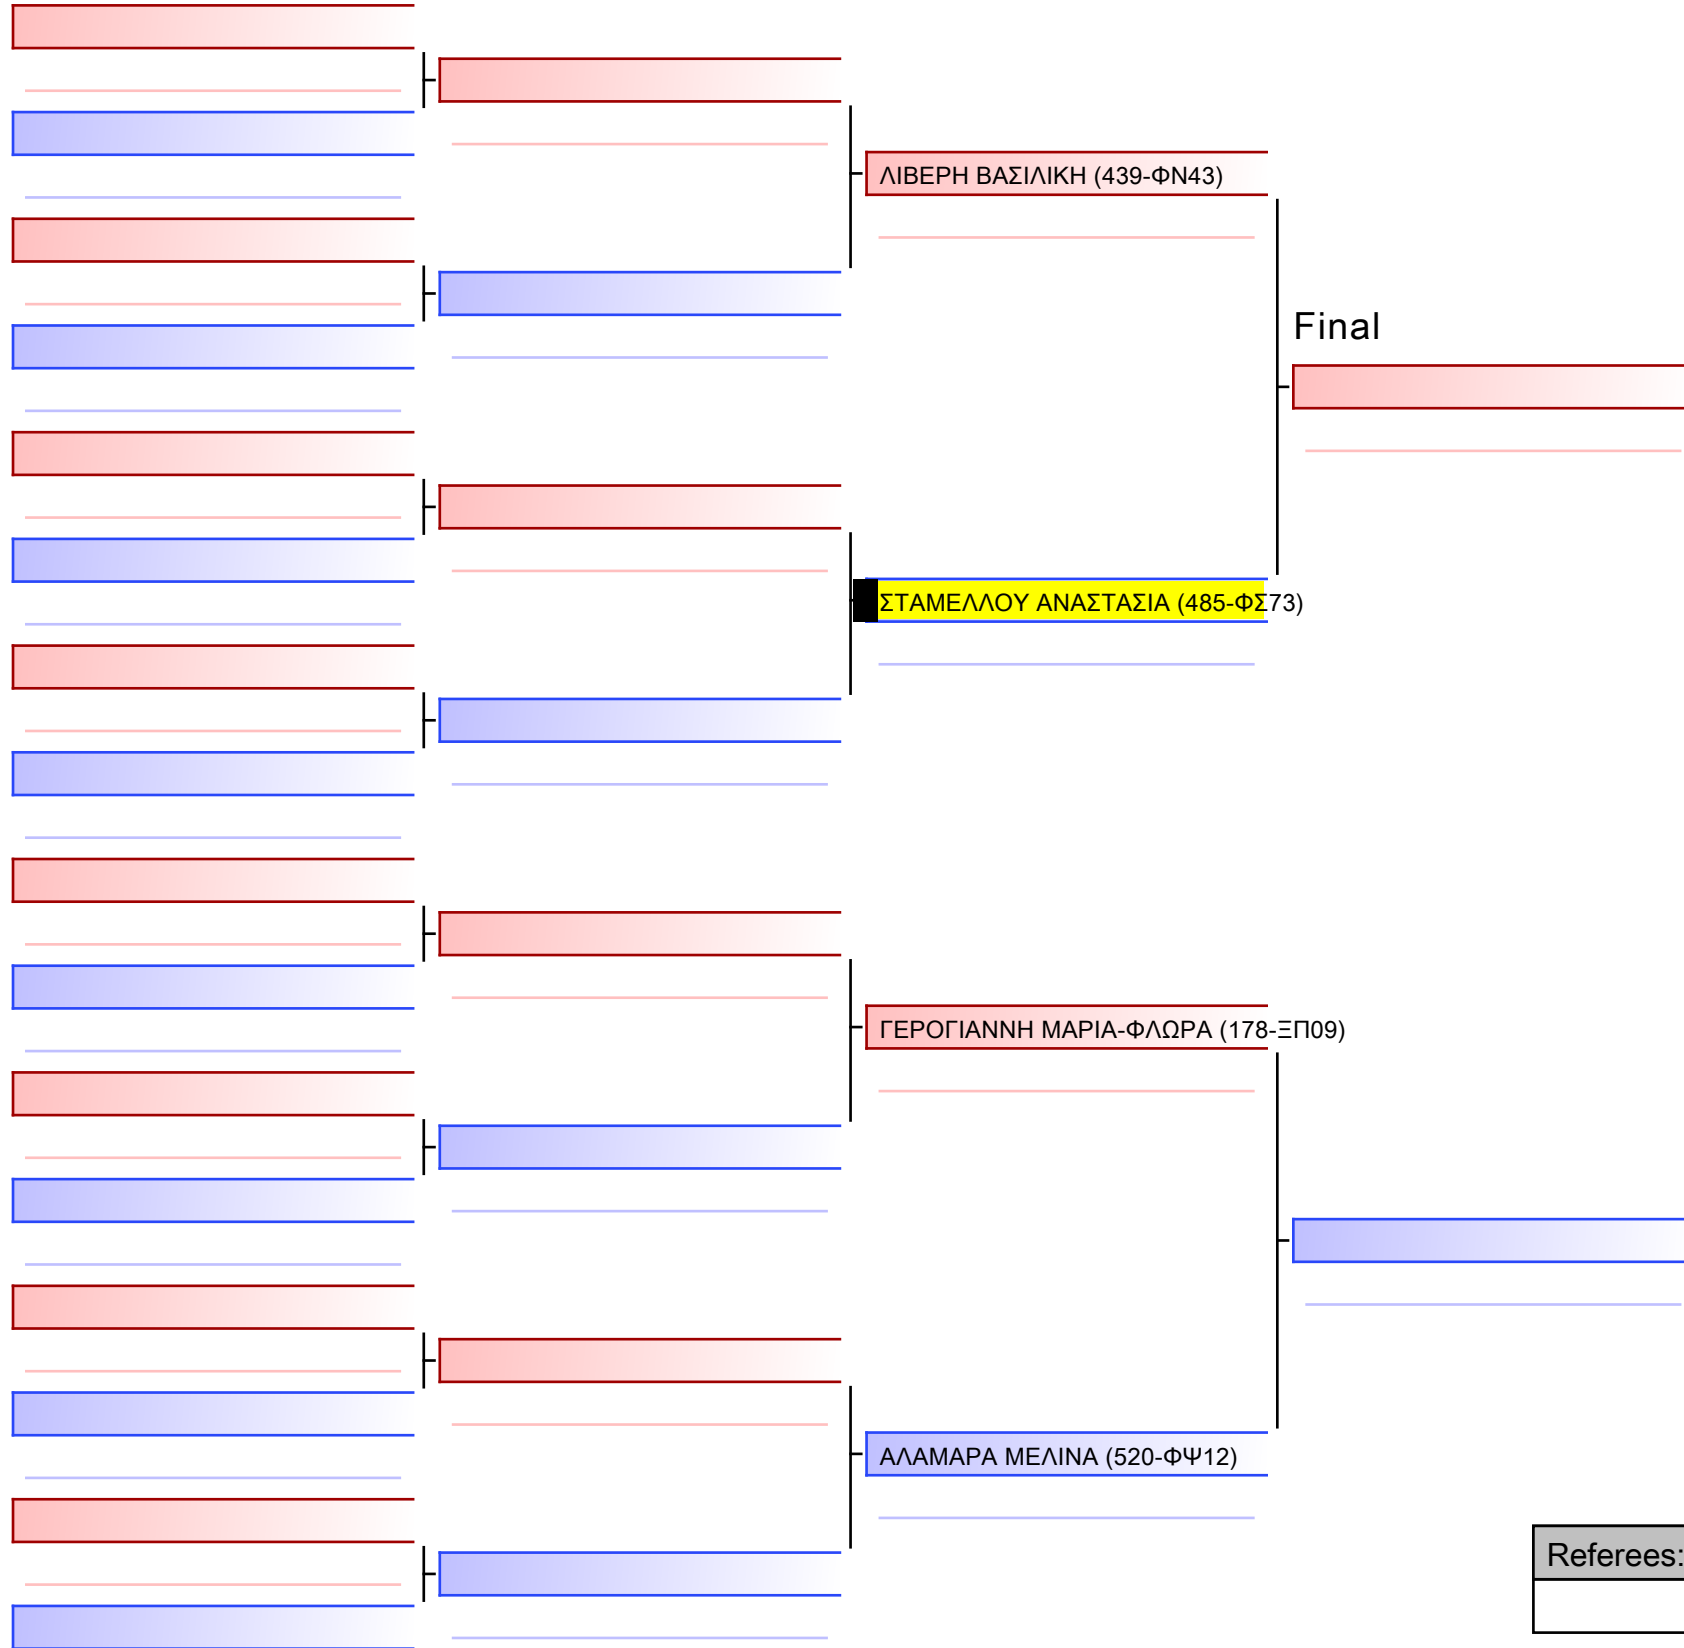 ΛΙΒΕΡΗ ΒΑΣΙΛΙΚΗ (439-ΦΝ43)
Final
ΣΤΑΜΕΛΛΟΥ ΑΝΑΣΤΑΣΙΑ (485-ΦΣ73)
ΓΕΡΟΓΙΑΝΝΗ ΜΑΡΙΑ-ΦΛΩΡΑ (178-ΞΠ09)
ΑΛΑΜΑΡΑ ΜΕΛΙΝΑ (520-ΦΨ12)
Referees: